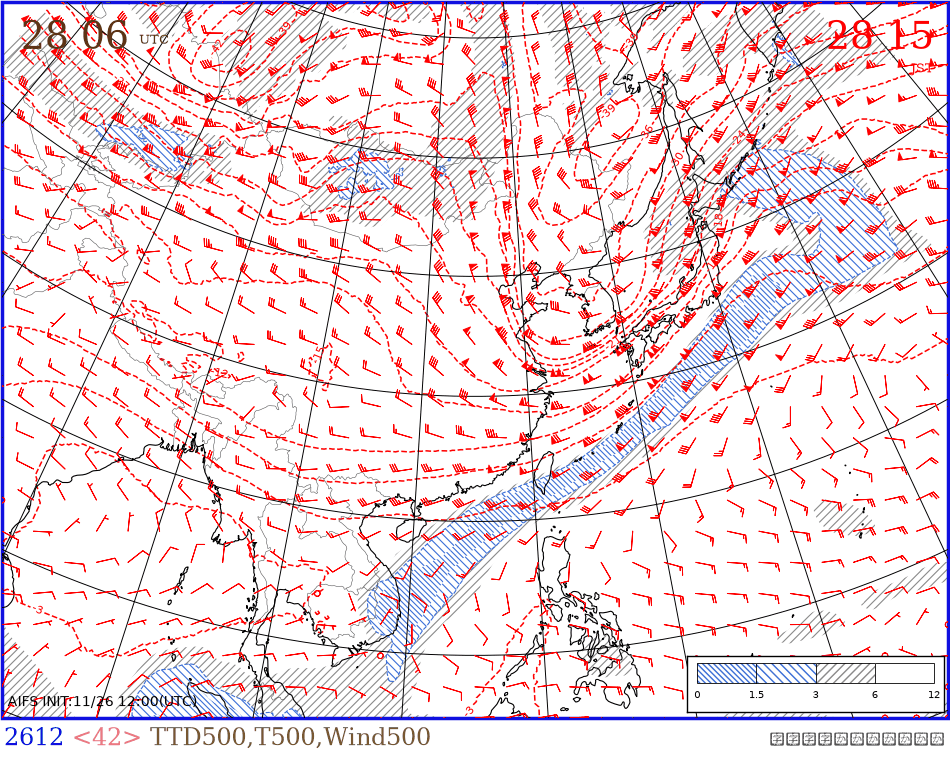 28 06 UTC
28 15 JST
0 1.5 3 6 12
AIFS INIT:11/26 12:00(UTC)
2612 <42> TTD500,T500,Wind500